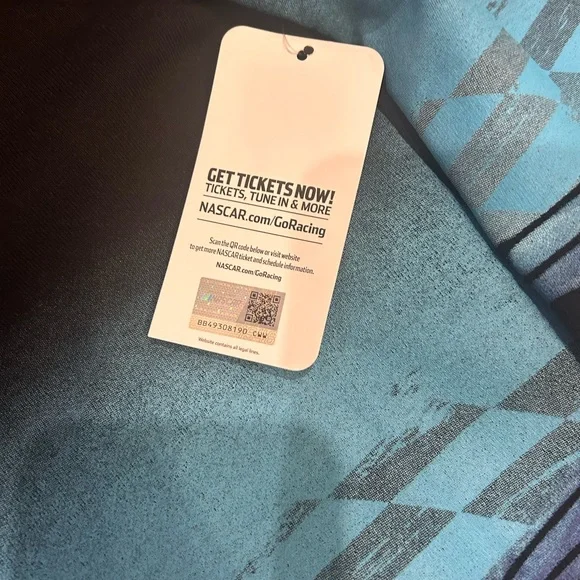 GET TICKETS NOW!
TICKETS, TUNE IN & MORE
NASCAR.com/GoRacing
Scan the QR code below or visit website
to get more NASCAR ticket and schedule information.
NASCAR.com/GoRacing
BB4930819D CWW
Website contains all legal lines.